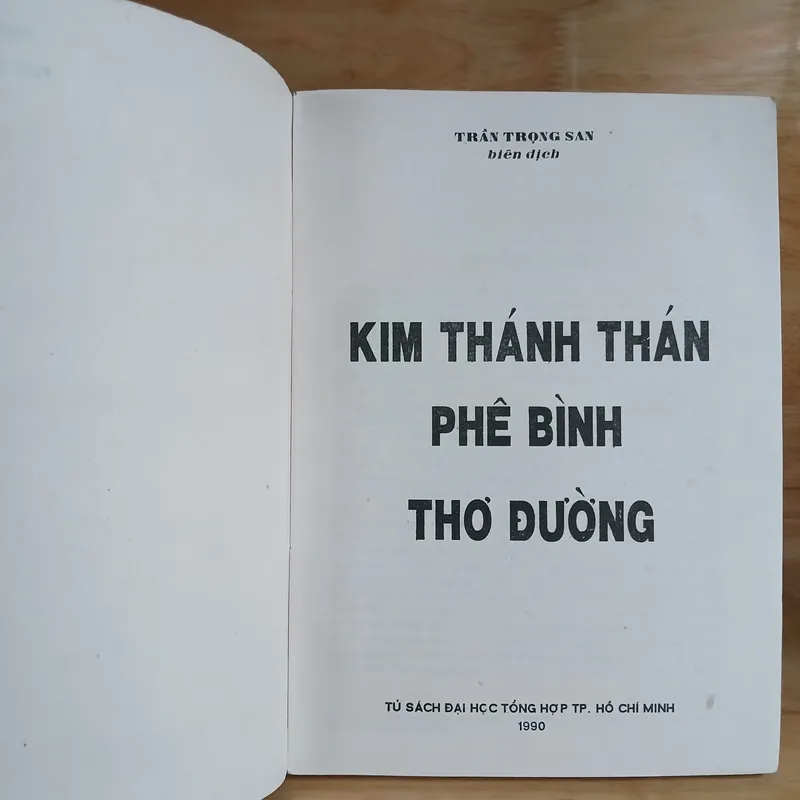 TRẦN TRỌNG SAN
biên dịch
KIM THÁNH THÁN
PHÊ BÌNH
THƠ ĐƯỜNG
TỦ SÁCH ĐẠI HỌC TỔNG HỢP TP. HỒ CHÍ MINH
1990